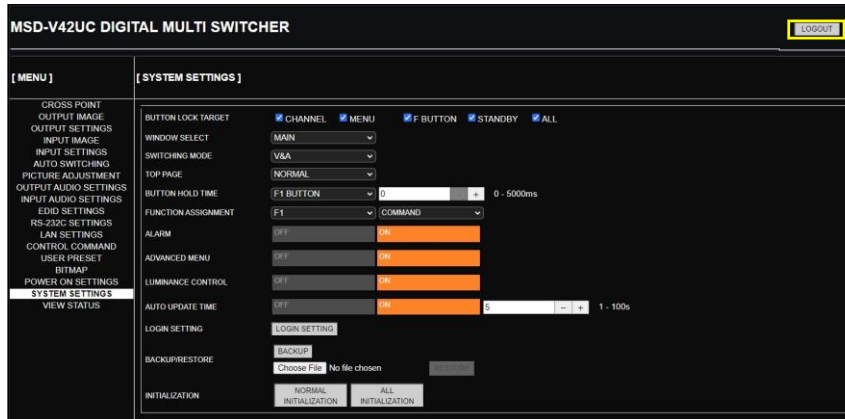 MSD-V42UC DIGITAL MULTI SWITCHER
LOGOUT
[ MENU ]
[ SYSTEM SETTINGS ]
CROSS POINT
OUTPUT IMAGE
OUTPUT SETTINGS
INPUT IMAGE
INPUT SETTINGS
AUTO SWITCHING
PICTURE ADJUSTMENT
OUTPUT AUDIO SETTINGS
INPUT AUDIO SETTINGS
EDID SETTINGS
RS-232C SETTINGS
LAN SETTINGS
CONTROL COMMAND
USER PRESET
BITMAP
POWER ON SETTINGS
SYSTEM SETTINGS
VIEW STATUS
BUTTON LOCK TARGET CHANNEL MENU F BUTTON STANDBY ALL
WINDOW SELECT MAIN
SWITCHING MODE V&A
TOP PAGE NORMAL
BUTTON HOLD TIME F1 BUTTON 0 - + 0 - 5000ms
FUNCTION ASSIGNMENT F1 COMMAND
ALARM OFF ON
ADVANCED MENU OFF ON
LUMINANCE CONTROL OFF ON
AUTO UPDATE TIME OFF ON 5 - + 1 - 100s
LOGIN SETTING LOGIN SETTING
BACKUP/RESTORE BACKUP
Choose File No file chosen RESTORE
INITIALIZATION NORMAL INITIALIZATION ALL INITIALIZATION